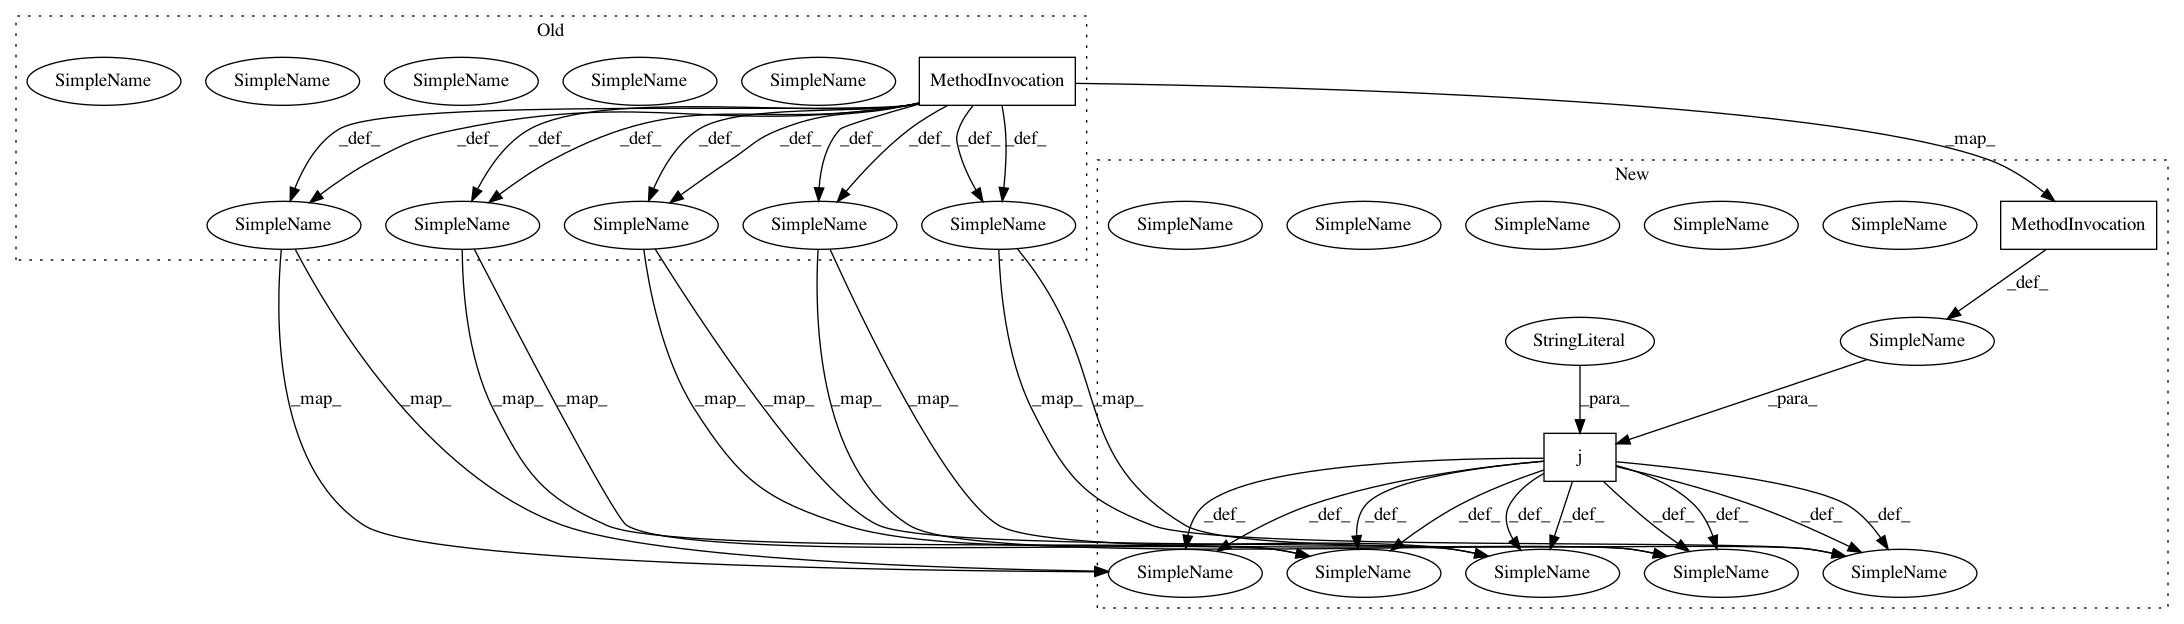 Old
SimpleName SimpleName SimpleName SimpleName SimpleName MethodInvocation
_def_ _def_ _def_ _def_ _def_ _def_ _def_ _def_ _def_ _def_ _map_
New
SimpleName SimpleName SimpleName SimpleName SimpleName SimpleName SimpleName SimpleName SimpleName SimpleName MethodInvocation
_def_
StringLiteral SimpleName
_map_ _map_ _map_ _map_ _map_ _map_ _map_ _map_ _map_ _map_ _para_ _para_
j
_def_ _def_ _def_ _def_ _def_ _def_ _def_ _def_ _def_ _def_
SimpleName SimpleName SimpleName SimpleName SimpleName